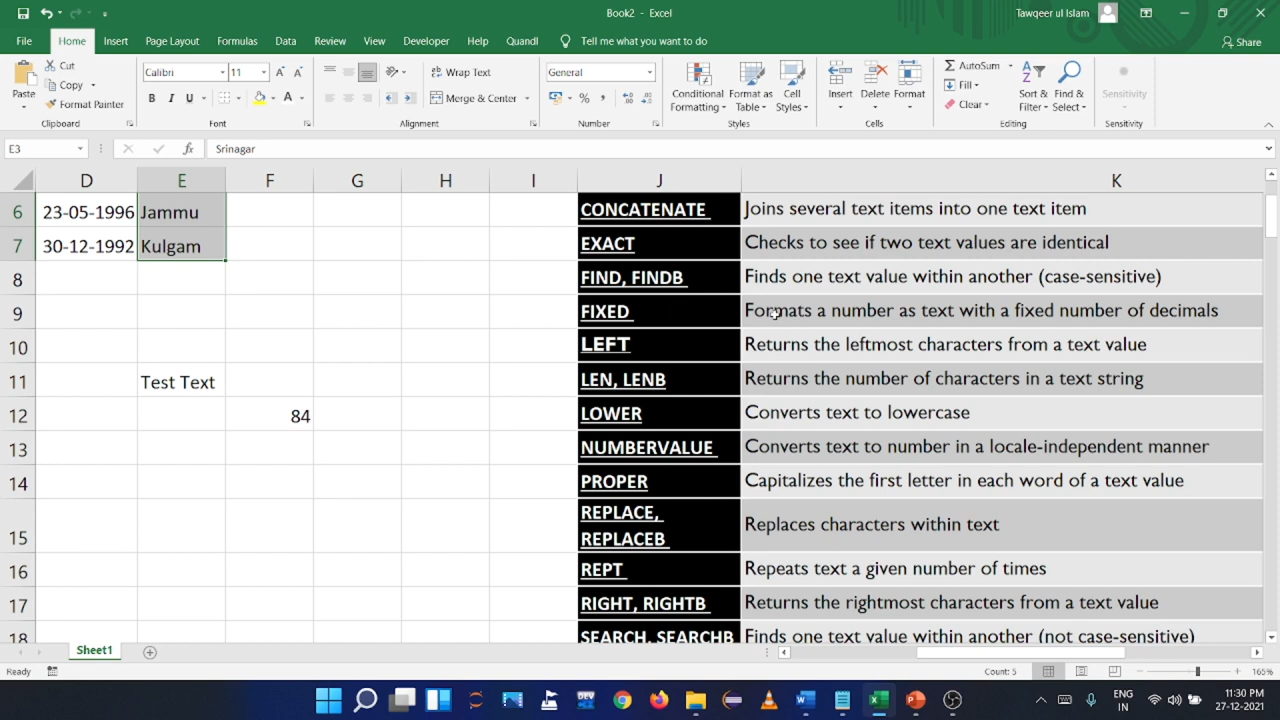 Book2 - Excel
Tawqeer ul Islam
File Home Insert Page Layout Formulas Data Review View Developer Help Quandl Tell me what you want to do Share
Paste
Cut
Copy
Format Painter
Clipboard
Calibri 11
B I U
Font
Wrap Text
Merge & Center
Alignment
General
Number
Conditional
Formatting
Format as
Table
Cell
Styles
Styles
Insert Delete Format
Cells
AutoSum
Fill
Clear
Sort &
Filter
Find &
Select
Editing
Sensitivity
Sensitivity
E3 fx Srinagar
D E F G H I J K
6 23-05-1996 Jammu CONCATENATE Joins several text items into one text item
7 30-12-1992 Kulgam EXACT Checks to see if two text values are identical
8 FIND, FINDB Finds one text value within another (case-sensitive)
9 FIXED Formats a number as text with a fixed number of decimals
10 LEFT Returns the leftmost characters from a text value
11 Test Text LEN, LENB Returns the number of characters in a text string
12 84 LOWER Converts text to lowercase
13 NUMBERVALUE Converts text to number in a locale-independent manner
14 PROPER Capitalizes the first letter in each word of a text value
REPLACE,
15 REPLACEB Replaces characters within text
16 REPT Repeats text a given number of times
17 RIGHT, RIGHTB Returns the rightmost characters from a text value
18 SEARCH, SEARCHB Finds one text value within another (not case-sensitive)
Sheet1
Ready Count: 5 165%
ENG
IN
11:30 PM
27-12-2021